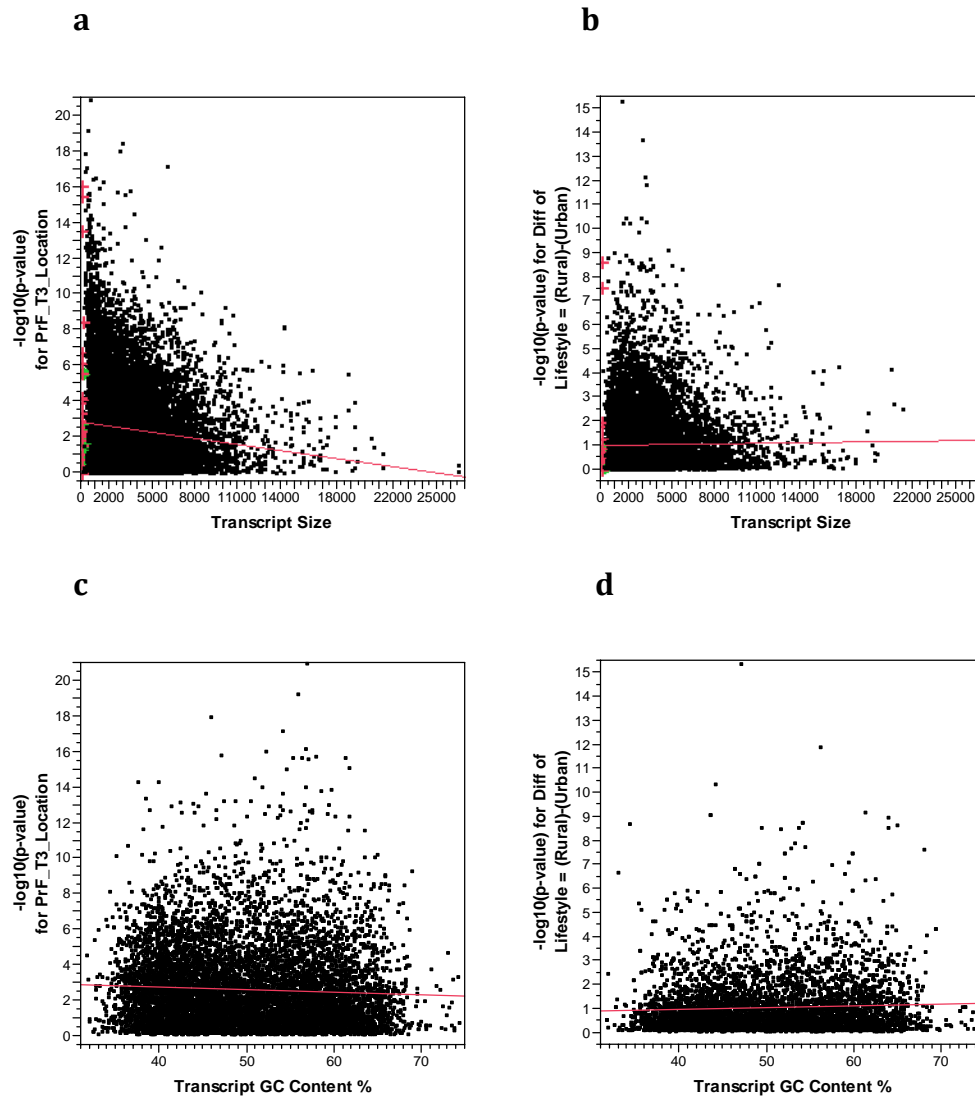 a
20
18
16
14
12
10
8
6
4
2
0
-log10(p-value)
for PrF_T3_Location
0 2000 5000 8000 11000 14000 18000 22000 25000
Transcript Size
b
15
14
13
12
11
10
9
8
7
6
5
4
3
2
1
0
-log10(p-value) for Diff of
Lifestyle = (Rural)-(Urban)
0 2000 5000 8000 11000 14000 18000 22000 25000
Transcript Size
c
20
18
16
14
12
10
8
6
4
2
0
-log10(p-value)
for PrF_T3_Location
40 50 60 70
Transcript GC Content %
d
15
14
13
12
11
10
9
8
7
6
5
4
3
2
1
0
-log10(p-value) for Diff of
Lifestyle = (Rural)-(Urban)
40 50 60 70
Transcript GC Content %